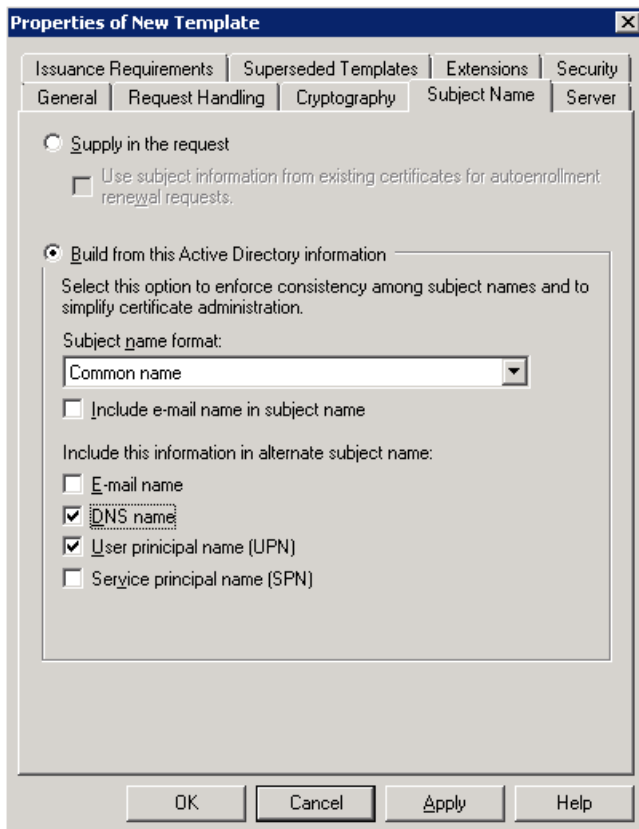 Properties of New Template
Issuance Requirements Superseded Templates Extensions Security
General Request Handling Cryptography Subject Name Server
Supply in the request
Use subject information from existing certificates for autoenrollment
renewal requests.
Build from this Active Directory information
Select this option to enforce consistency among subject names and to
simplify certificate administration.
Subject name format:
Common name
Include e-mail name in subject name
Include this information in alternate subject name:
E-mail name
DNS name
User prinicipal name (UPN)
Service principal name (SPN)
OK Cancel Apply Help